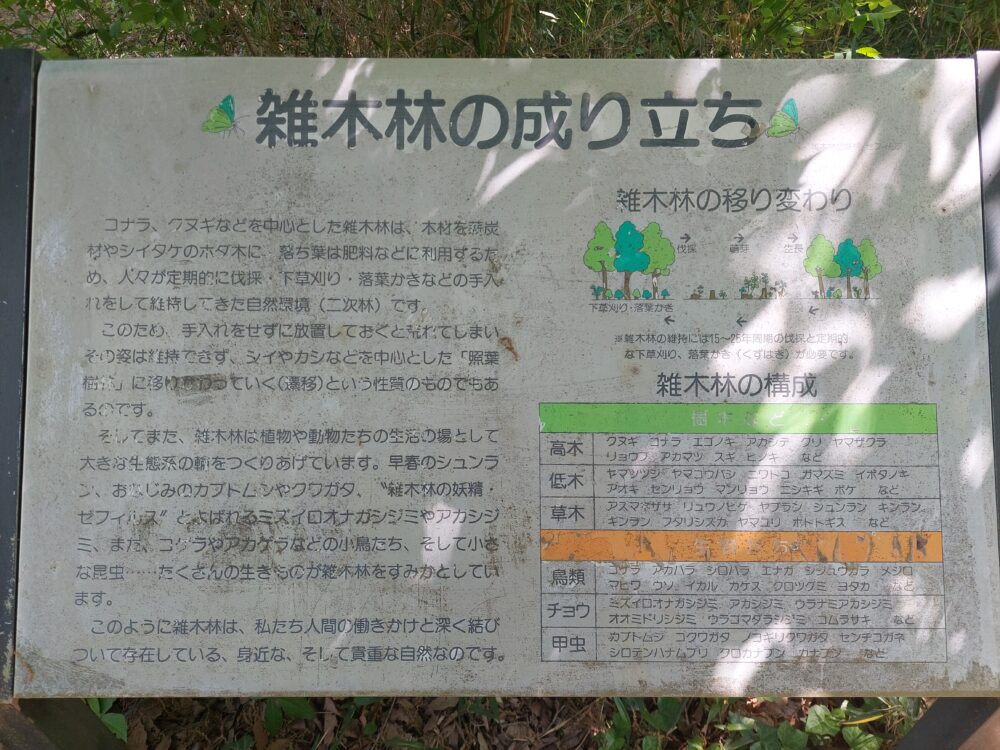 雑木林の成り立ち
コナラ、クヌギなどを中心とした雑木林は、木材を薪炭
材やシイタケのホダ木に、落ち葉は肥料などに利用するた
め、人々が定期的に伐採・下草刈り・落葉かきなどの手入
れをして維持してきた自然環境（二次林）です。
このため、手入れをせずに放置しておくと荒れてしまい
その姿は維持できず、シイやカシなどを中心とした「照葉
樹林」に移り変わっていく（遷移）という性質のものでもあ
るのです。
そしてまた、雑木林は植物や動物たちの生活の場として
大きな生態系の輪をつくりあげています。早春のシュンラ
ン、おなじみのカブトムシやクワガタ、“雑木林の妖精・
ゼフィルス”とよばれるミズイロオナガシジミやアカシジ
ミ、また、コゲラやアカゲラなどの小鳥たち、そして小さ
な昆虫……たくさんの生きものが雑木林をすみかとしてい
ます。
このように雑木林は、私たち人間の働きかけと深く結び
ついて存在している、身近な、そして貴重な自然なのです。
雑木林の移り変わり
伐採 萌芽 生長
下草刈り・落葉かき
※雑木林の維持には15～25年周期の伐採と定期的
な下草刈り、落葉かき（くずはき）が必要です。
雑木林の構成
樹木など
高木 クヌギ コナラ エゴノキ アカシデ クリ ヤマザクラ
リョウブ アカマツ スギ ヒノキ など
低木 ヤマツツジ ヤマコウバシ ニワトコ ガマズミ イボタノキ
アオキ センリョウ マンリョウ ニシキギ ボケ など
草木 アズマネザサ リュウノヒゲ ヤブラン シュンラン キンラン
ギンラン フタリシズカ ヤマユリ ホトトギス など
鳥類 コゲラ アカハラ シロハラ エナガ シジュウガラ メジロ
マヒワ ウソ イカル カケス クロツグミ ヨタカ など
チョウ ミズイロオナガシジミ アカシジミ ウラナミアカシジミ
オオミドリシジミ ウラゴマダラシジミ コムラサキ など
甲虫 カブトムシ コクワガタ ノコギリクワガタ センチコガネ
シロテンハナムグリ クロカナブン カナブン など